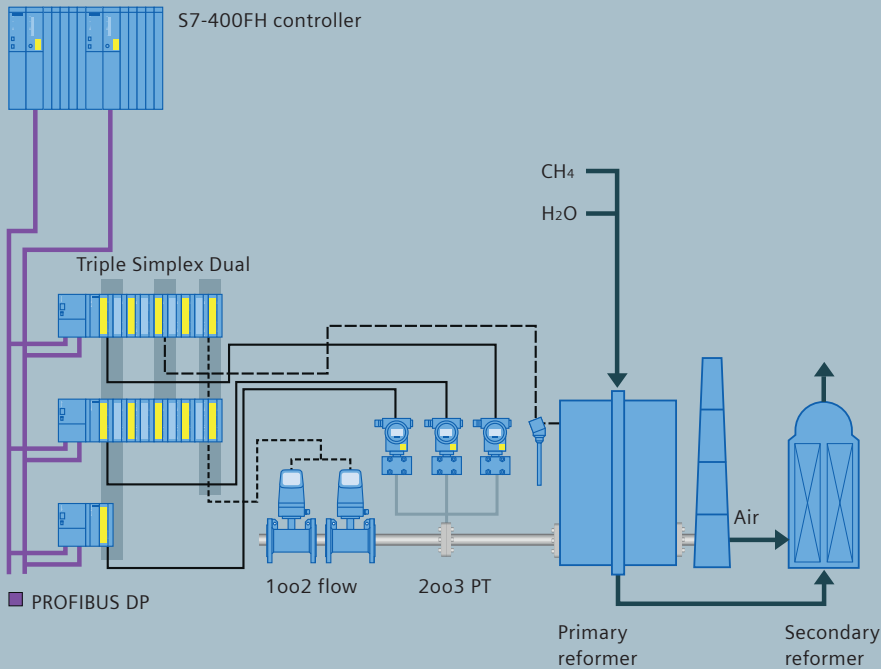 S7-400FH controller
CH4
H2O
Triple Simplex Dual
Air
1oo2 flow
2oo3 PT
PROFIBUS DP
Primary
reformer
Secondary
reformer